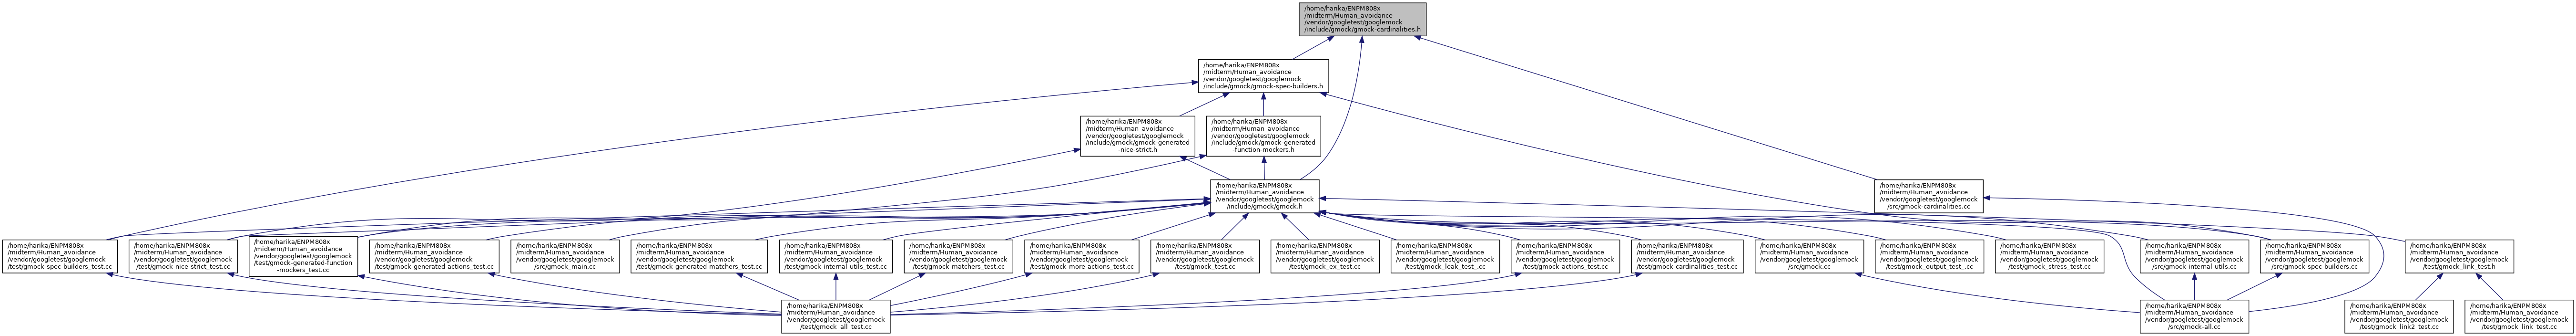 /home/harika/ENPM808x
/midterm/Human_avoidance
/vendor/googletest/googlemock
/include/gmock/gmock-cardinalities.h
/home/harika/ENPM808x
/midterm/Human_avoidance
/vendor/googletest/googlemock
/include/gmock/gmock-spec-builders.h
/home/harika/ENPM808x
/midterm/Human_avoidance
/vendor/googletest/googlemock
/include/gmock/gmock-generated
-nice-strict.h
/home/harika/ENPM808x
/midterm/Human_avoidance
/vendor/googletest/googlemock
/include/gmock/gmock-generated
-function-mockers.h
/home/harika/ENPM808x
/midterm/Human_avoidance
/vendor/googletest/googlemock
/include/gmock/gmock.h
/home/harika/ENPM808x
/midterm/Human_avoidance
/vendor/googletest/googlemock
/src/gmock-cardinalities.cc
/home/harika/ENPM808x
/midterm/Human_avoidance
/vendor/googletest/googlemock
/test/gmock-spec-builders_test.cc
/home/harika/ENPM808x
/midterm/Human_avoidance
/vendor/googletest/googlemock
/test/gmock-nice-strict_test.cc
/home/harika/ENPM808x
/midterm/Human_avoidance
/vendor/googletest/googlemock
/test/gmock-generated-function
-mockers_test.cc
/home/harika/ENPM808x
/midterm/Human_avoidance
/vendor/googletest/googlemock
/test/gmock-generated-actions_test.cc
/home/harika/ENPM808x
/midterm/Human_avoidance
/vendor/googletest/googlemock
/src/gmock_main.cc
/home/harika/ENPM808x
/midterm/Human_avoidance
/vendor/googletest/googlemock
/test/gmock-generated-matchers_test.cc
/home/harika/ENPM808x
/midterm/Human_avoidance
/vendor/googletest/googlemock
/test/gmock-internal-utils_test.cc
/home/harika/ENPM808x
/midterm/Human_avoidance
/vendor/googletest/googlemock
/test/gmock-matchers_test.cc
/home/harika/ENPM808x
/midterm/Human_avoidance
/vendor/googletest/googlemock
/test/gmock-more-actions_test.cc
/home/harika/ENPM808x
/midterm/Human_avoidance
/vendor/googletest/googlemock
/test/gmock_test.cc
/home/harika/ENPM808x
/midterm/Human_avoidance
/vendor/googletest/googlemock
/test/gmock_ex_test.cc
/home/harika/ENPM808x
/midterm/Human_avoidance
/vendor/googletest/googlemock
/test/gmock_leak_test_.cc
/home/harika/ENPM808x
/midterm/Human_avoidance
/vendor/googletest/googlemock
/test/gmock-actions_test.cc
/home/harika/ENPM808x
/midterm/Human_avoidance
/vendor/googletest/googlemock
/test/gmock-cardinalities_test.cc
/home/harika/ENPM808x
/midterm/Human_avoidance
/vendor/googletest/googlemock
/src/gmock.cc
/home/harika/ENPM808x
/midterm/Human_avoidance
/vendor/googletest/googlemock
/test/gmock_output_test_.cc
/home/harika/ENPM808x
/midterm/Human_avoidance
/vendor/googletest/googlemock
/test/gmock_stress_test.cc
/home/harika/ENPM808x
/midterm/Human_avoidance
/vendor/googletest/googlemock
/src/gmock-internal-utils.cc
/home/harika/ENPM808x
/midterm/Human_avoidance
/vendor/googletest/googlemock
/src/gmock-spec-builders.cc
/home/harika/ENPM808x
/midterm/Human_avoidance
/vendor/googletest/googlemock
/test/gmock_link_test.h
/home/harika/ENPM808x
/midterm/Human_avoidance
/vendor/googletest/googlemock
/test/gmock_all_test.cc
/home/harika/ENPM808x
/midterm/Human_avoidance
/vendor/googletest/googlemock
/src/gmock-all.cc
/home/harika/ENPM808x
/midterm/Human_avoidance
/vendor/googletest/googlemock
/test/gmock_link2_test.cc
/home/harika/ENPM808x
/midterm/Human_avoidance
/vendor/googletest/googlemock
/test/gmock_link_test.cc